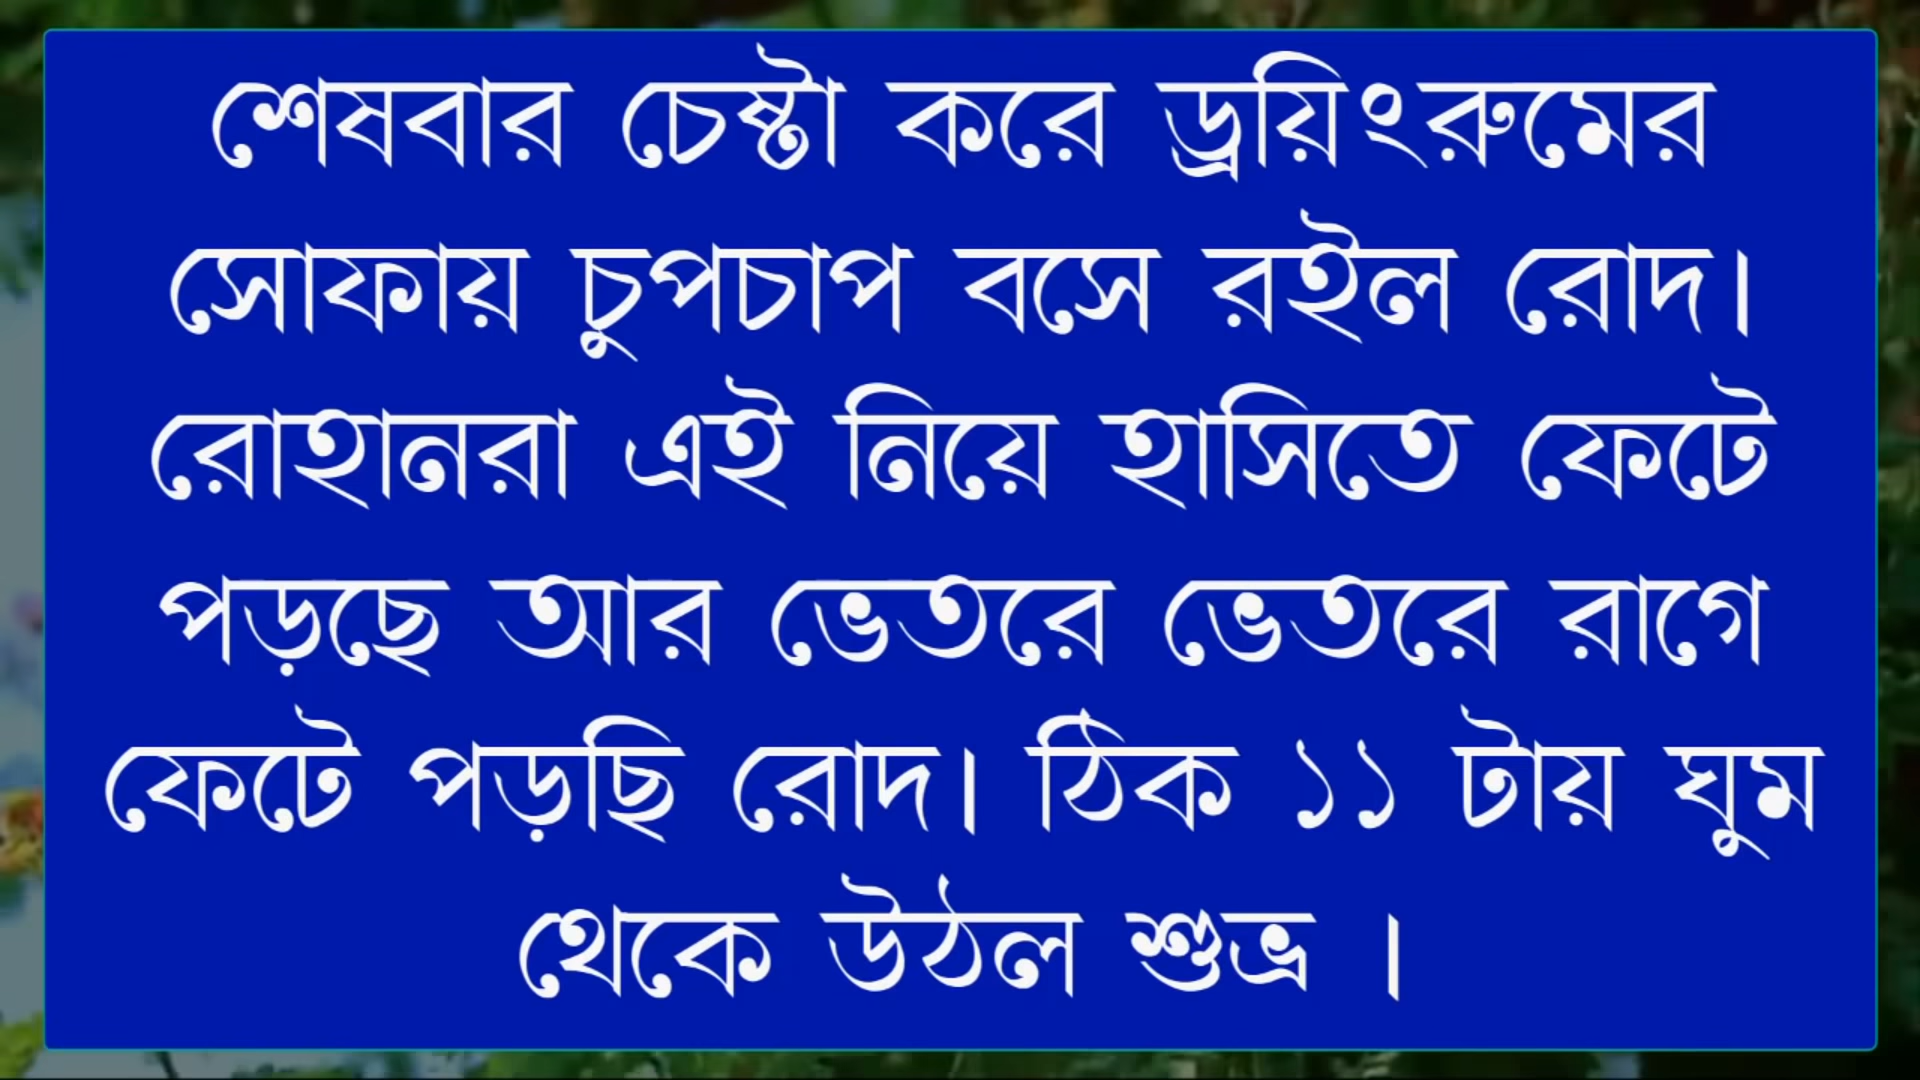 শেষবার চেষ্টা করে ড্রয়িংরুমের
সোফায় চুপচাপ বসে রইল রোদ।
রোহানরা এই নিয়ে হাসিতে ফেটে
পড়ছে আর ভেতরে ভেতরে রাগে
ফেটে পড়ছি রোদ। ঠিক ১১ টায় ঘুম
থেকে উঠল শুভ্র ।